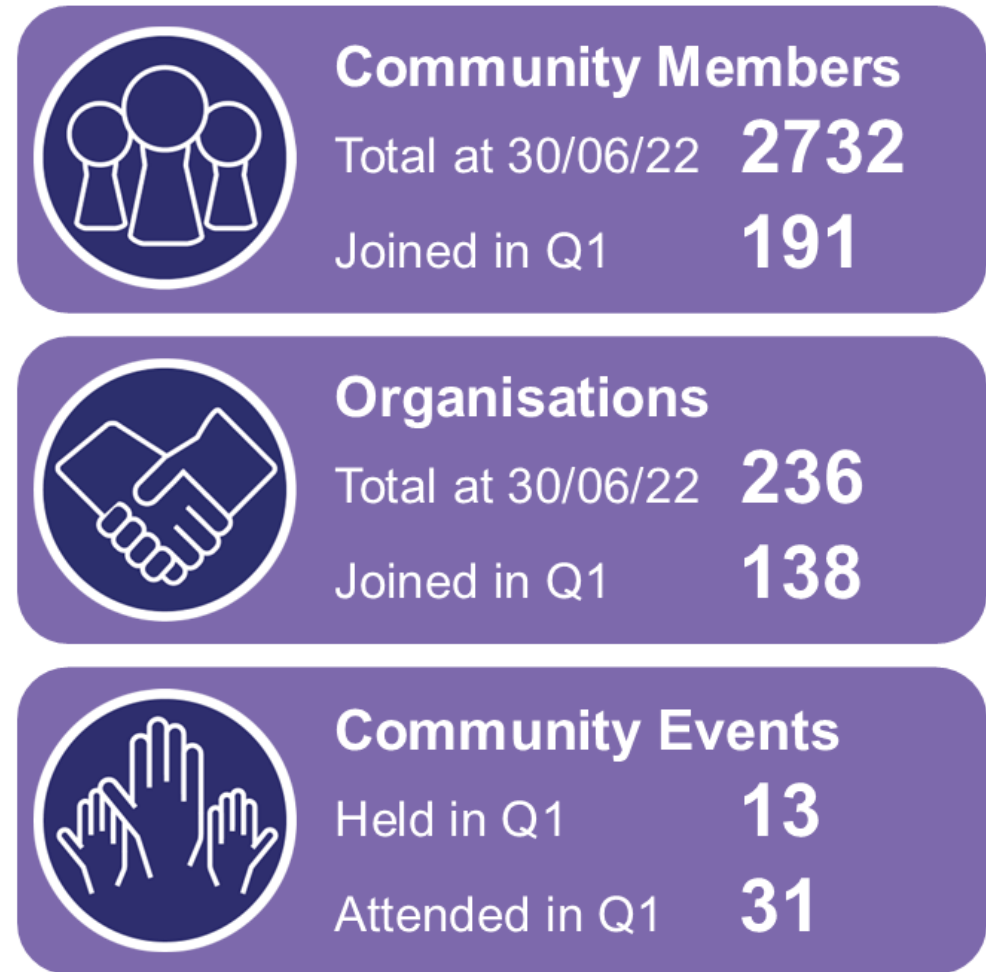 Community Members
Total at 30/06/22 2732
Joined in Q1 191
Organisations
Total at 30/06/22 236
Joined in Q1 138
Community Events
Held in Q1 13
Attended in Q1 31